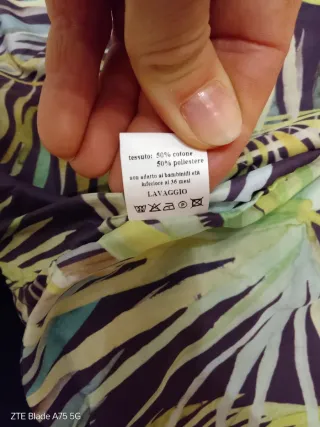 tessuto: 50% cotone
50% poliestere
non adatto ai bambini di età
inferiore ai 36 mesi
LAVAGGIO
ZTE Blade A75 5G